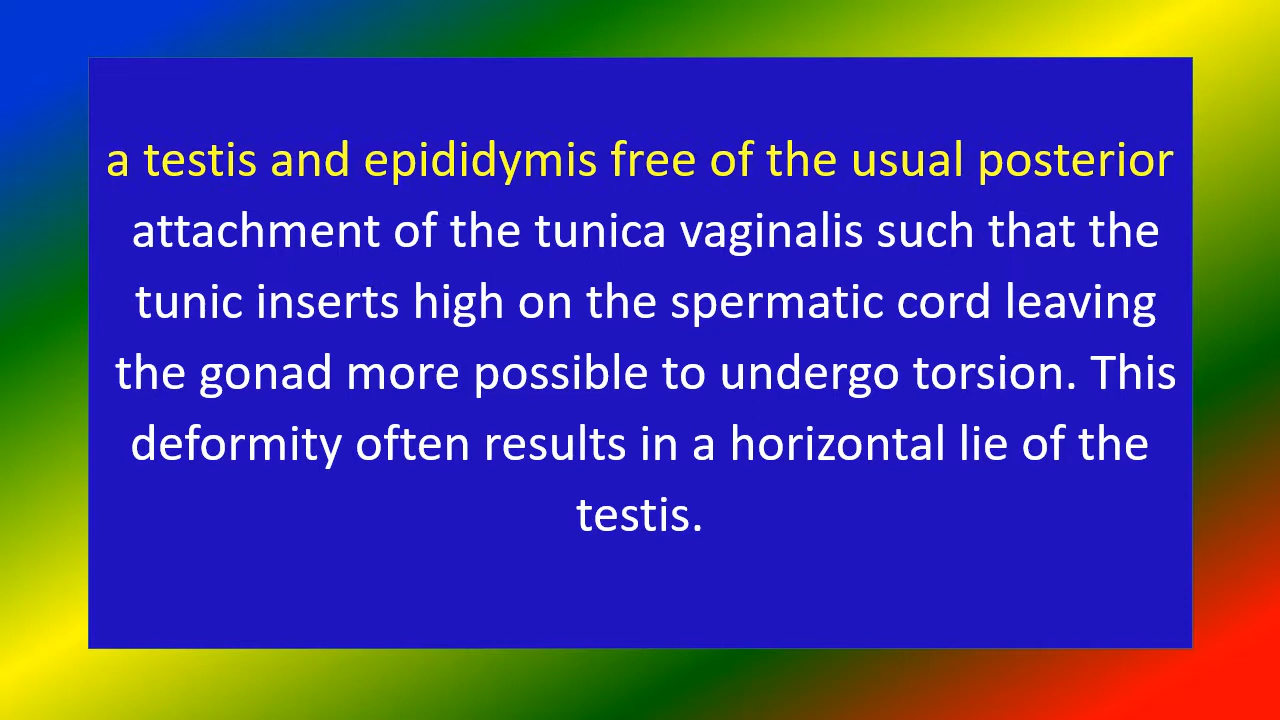 a testis and epididymis free of the usual posterior
attachment of the tunica vaginalis such that the
tunic inserts high on the spermatic cord leaving
the gonad more possible to undergo torsion. This
deformity often results in a horizontal lie of the
testis.